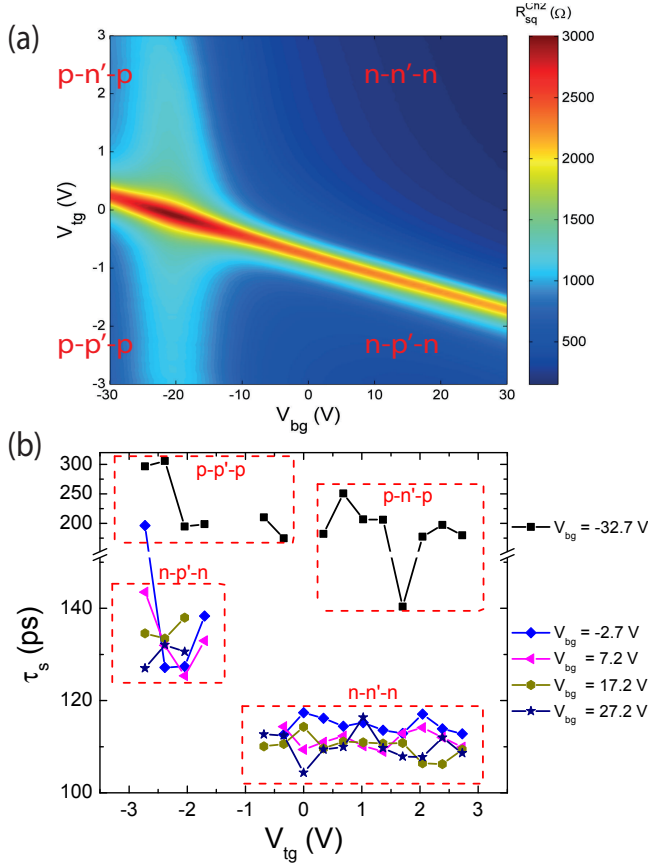 (a)
R_sq^Ch2 (Ω)
3000
2500
2000
1500
1000
500
p-n'-p
n-n'-n
p-p'-p
n-p'-n
3
2
1
0
-1
-2
-3
V_tg (V)
-30
-20
-10
0
10
20
30
V_bg (V)
(b)
300
250
200
140
120
100
τ_s (ps)
p-p'-p
p-n'-p
n-p'-n
n-n'-n
V_bg = -32.7 V
V_bg = -2.7 V
V_bg = 7.2 V
V_bg = 17.2 V
V_bg = 27.2 V
-3
-2
-1
0
1
2
3
V_tg (V)